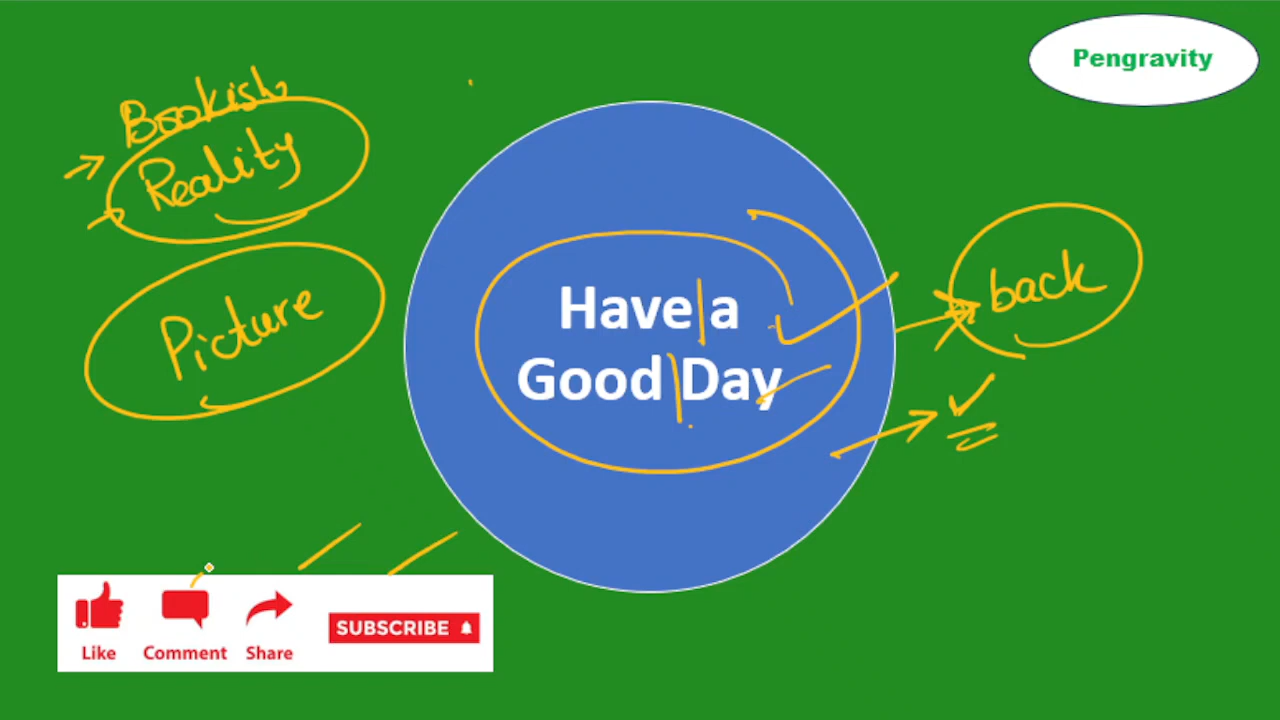 Pengravity
Bookish
Reality
Picture
Have a
Good Day
back
Like
Comment
Share
SUBSCRIBE